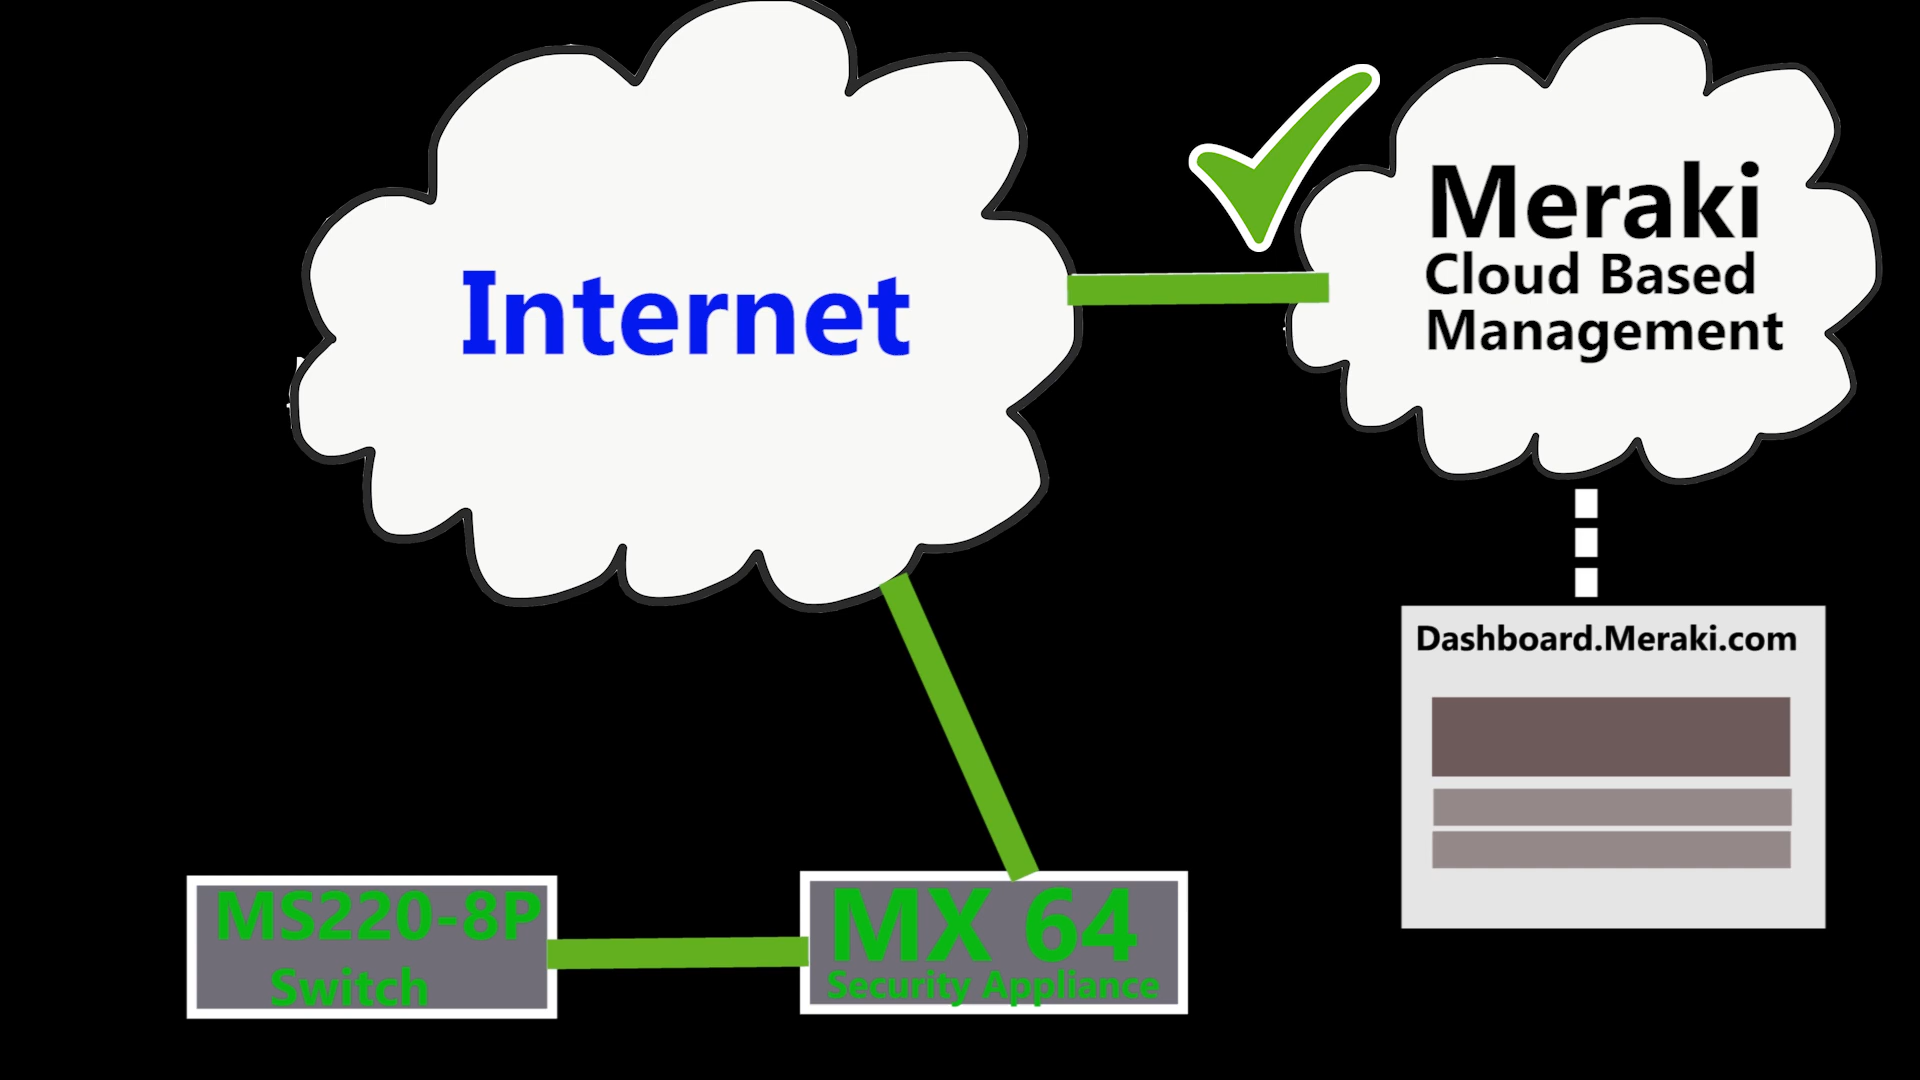 Internet
Meraki
Cloud Based
Management
Dashboard.Meraki.com
MS220-8P
Switch
MX 64
Security Appliance